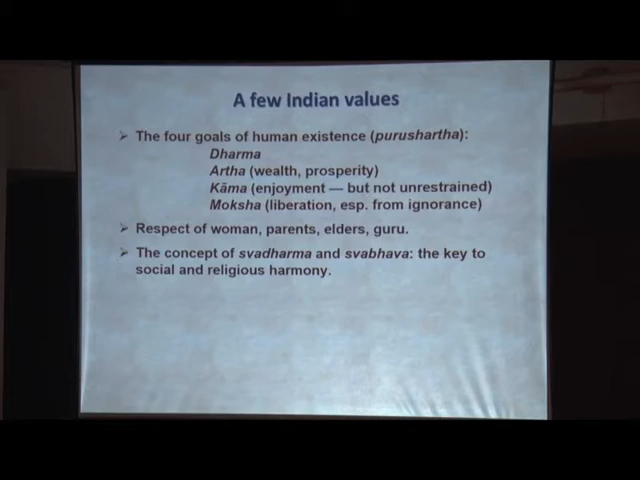 A few Indian values
➢ The four goals of human existence (purushartha):
Dharma
Artha (wealth, prosperity)
Kāma (enjoyment — but not unrestrained)
Moksha (liberation, esp. from ignorance)
➢ Respect of woman, parents, elders, guru.
➢ The concept of svadharma and svabhava: the key to
social and religious harmony.